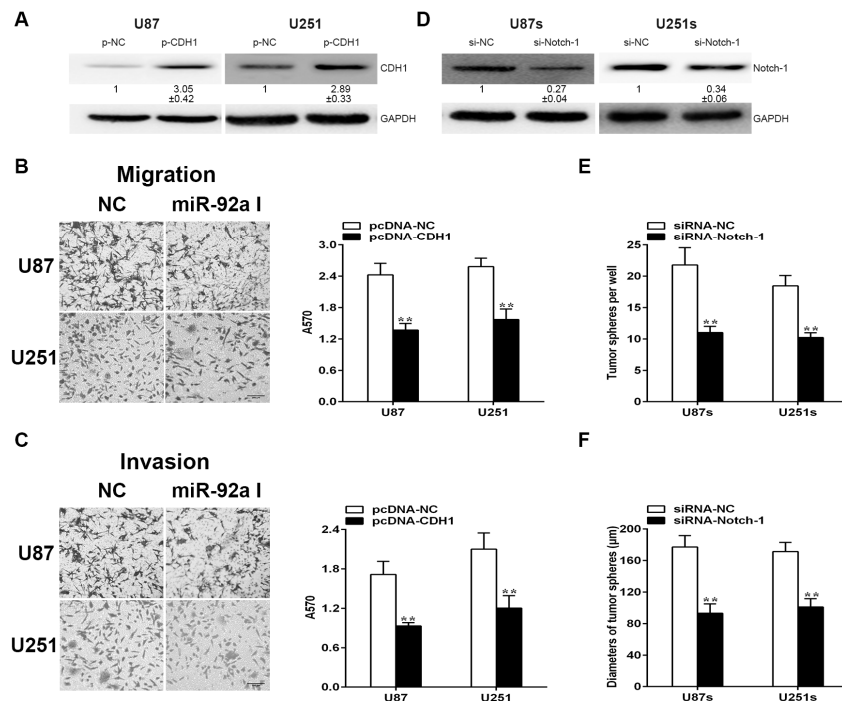 A
U87
U251
p-NC
p-CDH1
p-NC
p-CDH1
CDH1
1
3.05
±0.42
1
2.89
±0.33
GAPDH
D
U87s
U251s
si-NC
si-Notch-1
si-NC
si-Notch-1
Notch-1
1
0.27
±0.04
1
0.34
±0.06
GAPDH
B
Migration
NC
miR-92a I
U87
U251
pcDNA-NC
pcDNA-CDH1
3.0
2.4
1.8
1.2
0.6
0.0
A570
**
**
U87
U251
E
siRNA-NC
siRNA-Notch-1
25
20
15
10
5
0
Tumor spheres per well
**
**
U87s
U251s
C
Invasion
NC
miR-92a I
U87
U251
pcDNA-NC
pcDNA-CDH1
2.4
1.8
1.2
0.6
0.0
A570
**
**
U87
U251
F
siRNA-NC
siRNA-Notch-1
200
160
120
80
40
0
Diameters of tumor spheres (μm)
**
**
U87s
U251s